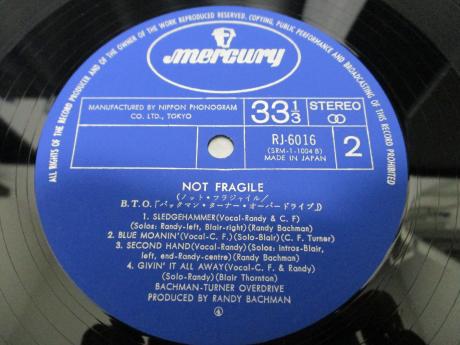 ALL RIGHTS OF THE RECORD PRODUCER AND OF THE OWNER OF THE WORK REPRODUCED RESERVED. COPYING, PUBLIC PERFORMANCE AND BROADCASTING OF THIS RECORD PROHIBITED
mercury
MANUFACTURED BY NIPPON PHONOGRAM
CO. LTD., TOKYO
33 1/3
STEREO
RJ-6016
(SRM-1-1004 B)
MADE IN JAPAN
2
NOT FRAGILE
(ノット・フラジャイル/
B.T.O.「バックマン・ターナー・オーバードライブ」)
1. SLEDGEHAMMER(Vocal-Randy & C. F)
(Solos: Randy-left, Blair-right)(Randy Bachman)
2. BLUE MOANIN'(Vocal-C. F.)(Solo-Blair)(C. F. Turner)
3. SECOND HAND(Vocal-Randy)(Solos: intros-Blair,
left, end-Randy-centre)(Randy Bachman)
4. GIVIN' IT ALL AWAY(Vocal-C. F. & Randy)
(Solo-Randy)(Blair Thornton)
BACHMAN-TURNER OVERDRIVE
PRODUCED BY RANDY BACHMAN